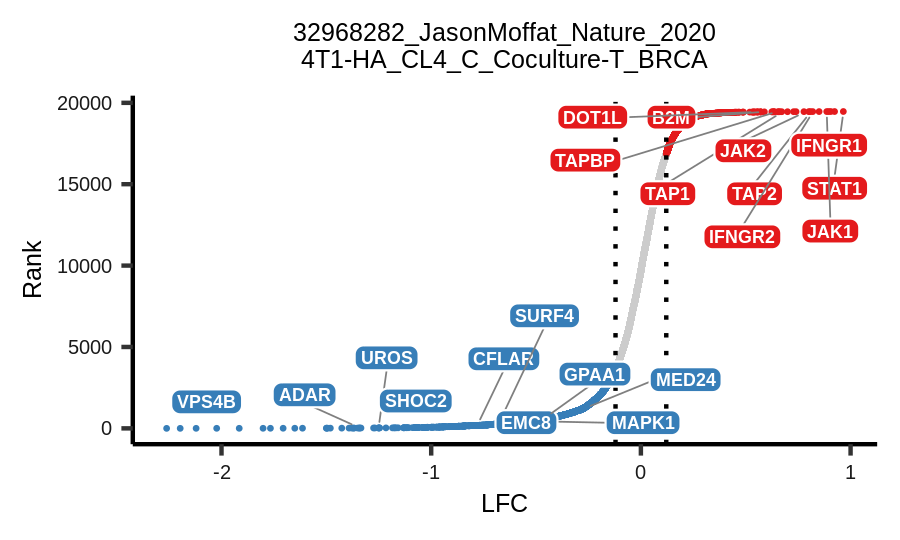 32968282_JasonMoffat_Nature_2020
4T1-HA_CL4_C_Coculture-T_BRCA
20000
15000
10000
5000
0
Rank
DOT1L
B2M
TAPBP
JAK2
IFNGR1
TAP1
TAP2
STAT1
IFNGR2
JAK1
SURF4
UROS
CFLAR
GPAA1
MED24
VPS4B
ADAR
SHOC2
EMC8
MAPK1
-2
-1
0
1
LFC